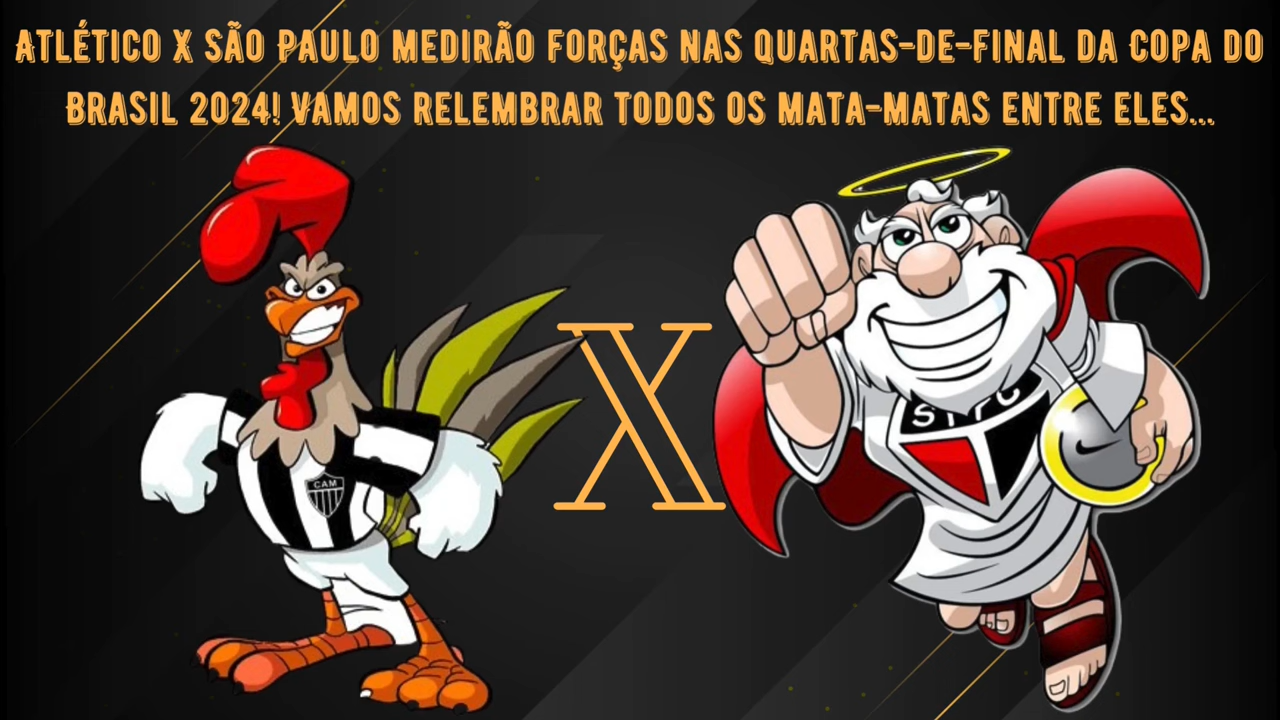 Atlético x São Paulo medirão forças nas quartas-de-final da Copa do
Brasil 2024! Vamos relembrar todos os mata-matas entre eles...
X
CAM